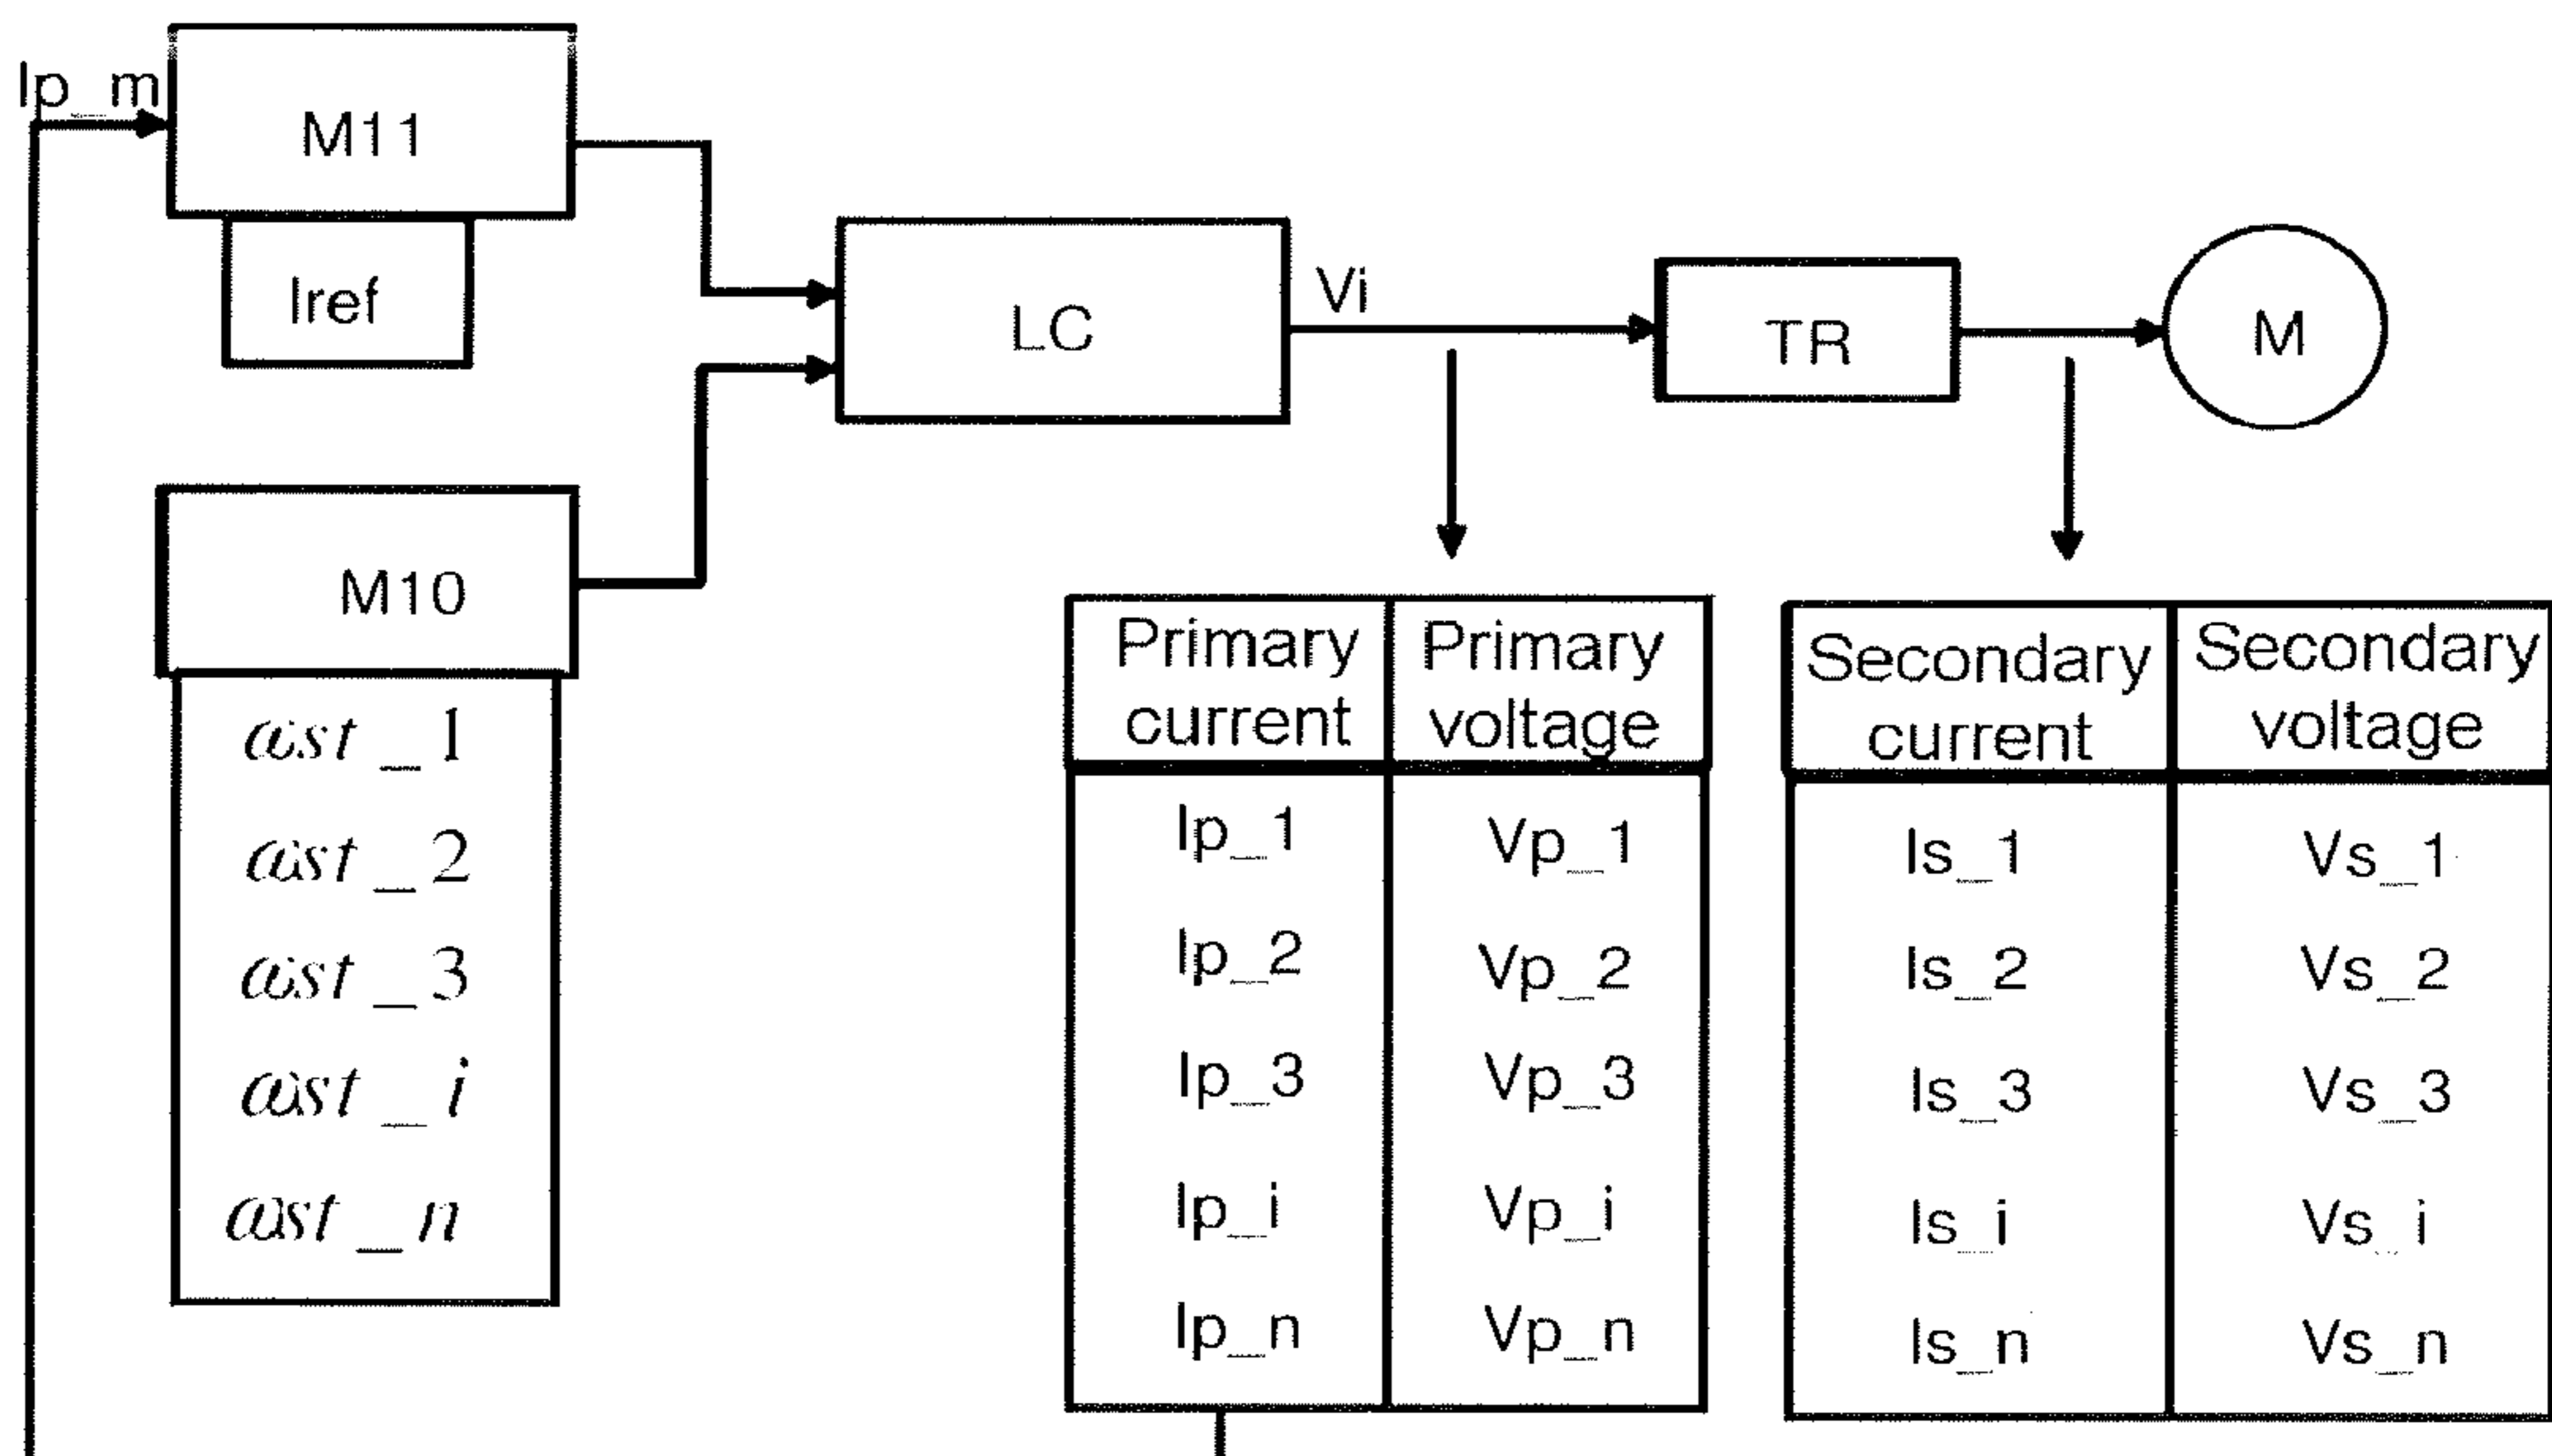 Ip_m
M11
Iref
LC
Vi
TR
M
M10
ωst_1
ωst_2
ωst_3
ωst_i
ωst_n
Primary current
Primary voltage
Ip_1 Vp_1
Ip_2 Vp_2
Ip_3 Vp_3
Ip_i Vp_i
Ip_n Vp_n
Secondary current
Secondary voltage
Is_1 Vs_1
Is_2 Vs_2
Is_3 Vs_3
Is_i Vs_i
Is_n Vs_n